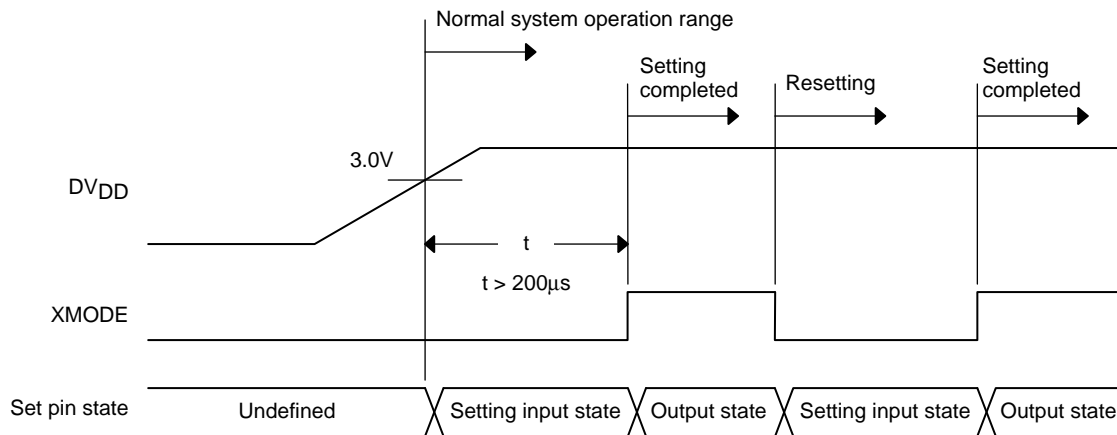 Normal system operation range
Setting
completed
Resetting
Setting
completed
3.0V
DVDD
t
t > 200μs
XMODE
Set pin state
Undefined
Setting input state
Output state
Setting input state
Output state